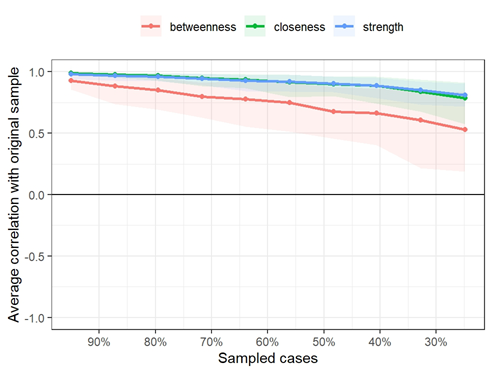 betweenness closeness strength
Average correlation with original sample
1.0
0.5
0.0
-0.5
-1.0
90% 80% 70% 60% 50% 40% 30%
Sampled cases